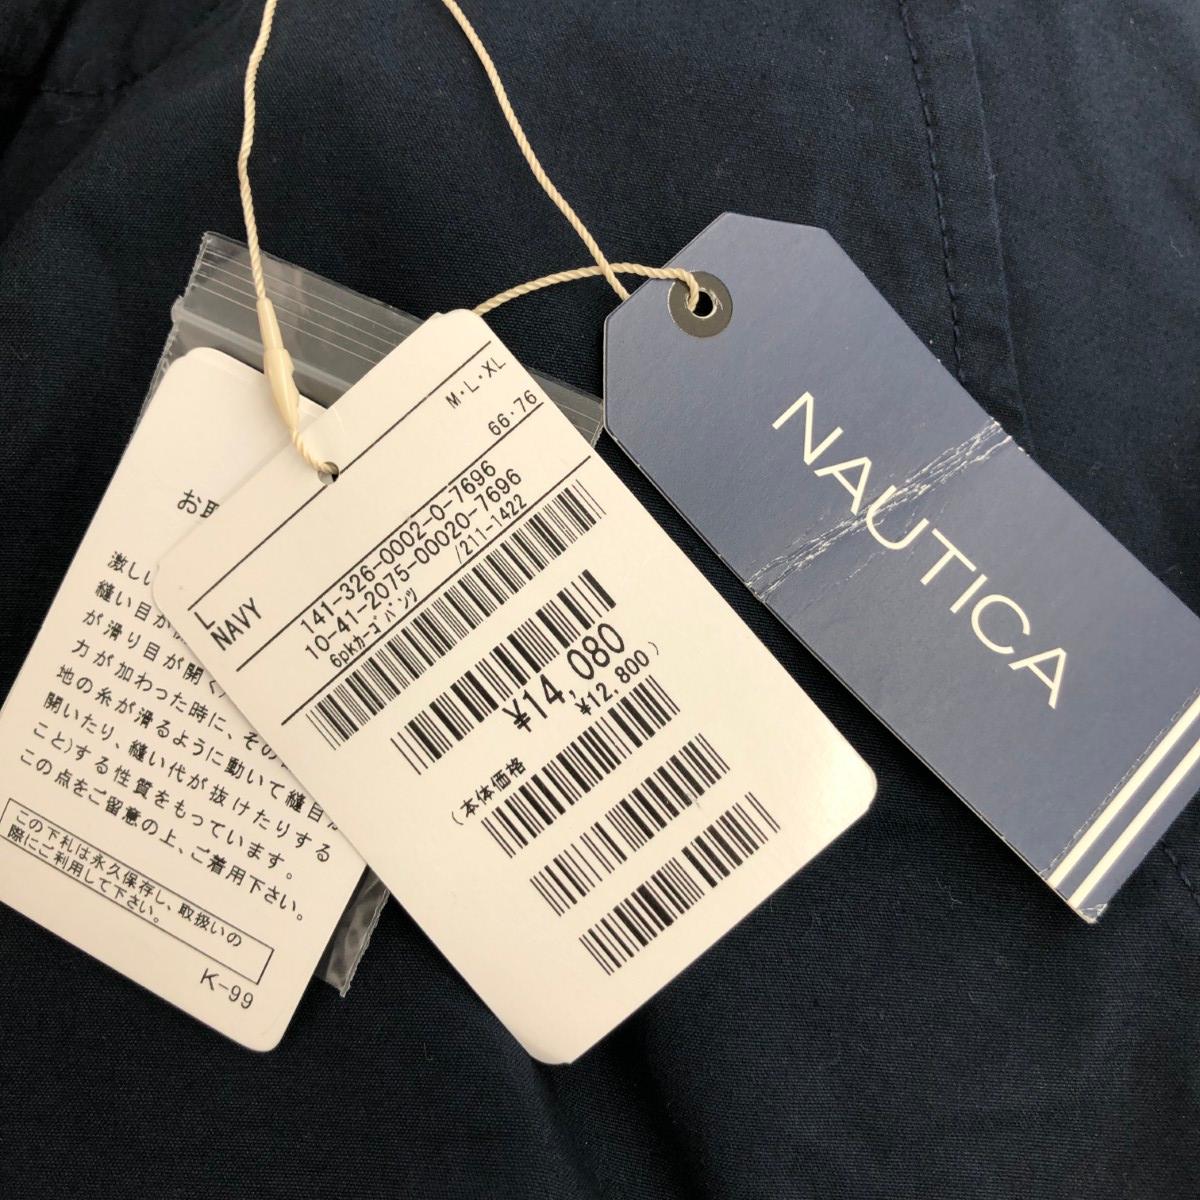 M・L・XL
66・76
L
NAVY
141-326-0002-0-7696
10-41-2075-00020-7696
6pkｶｰｺﾞﾊﾟﾝﾂ /211-1422
¥14,080
(本体価格 ¥12,800)
NAUTICA
激し
縫い目が
が滑り目が開く
力が加わった時に、その
地の糸が滑るように動いて縫目
開いたり、縫い代が抜けたりする
こと)する性質をもっています。
この点をご留意の上、ご着用下さい。
この下札は永久保存し、取扱いの
際にご利用して下さい。
K-99